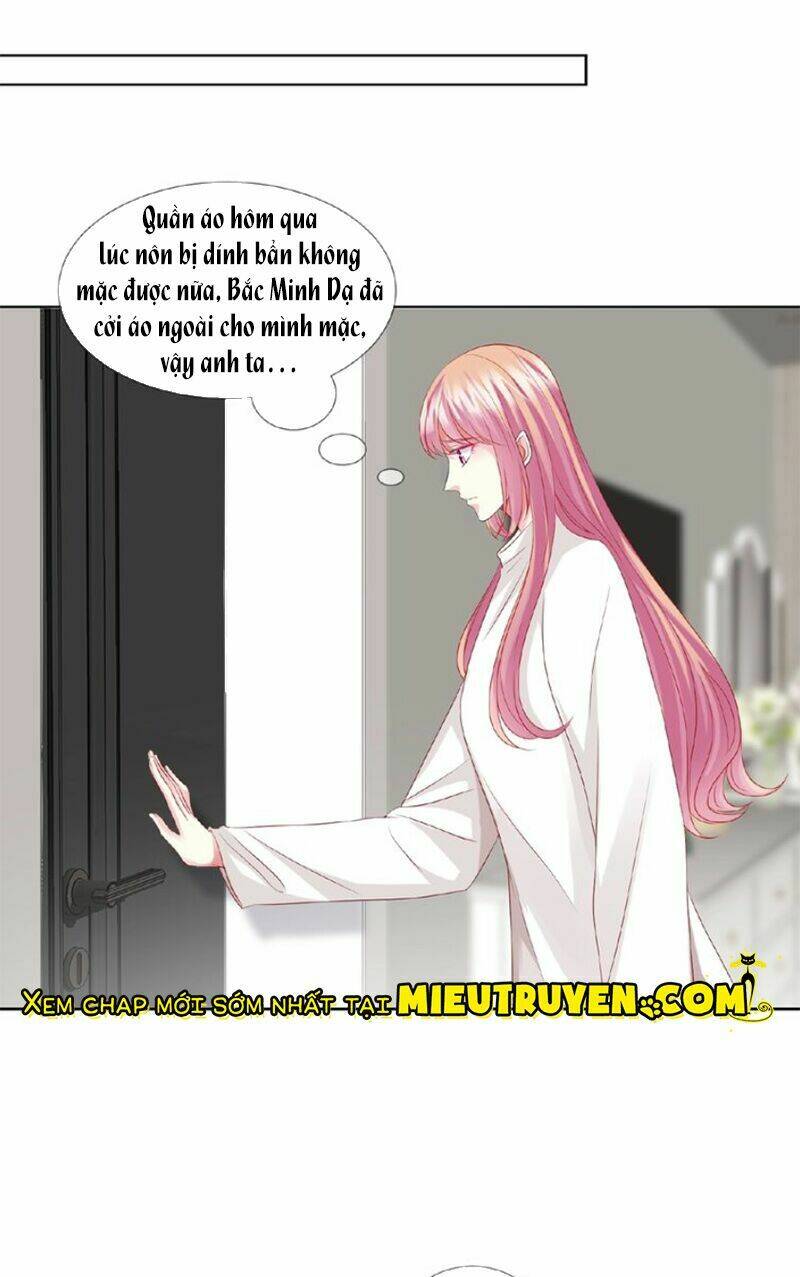 Quần áo hôm qua
lúc nôn bị dính bẩn không
mặc được nữa, Bắc Minh Dạ đã
cởi áo ngoài cho mình mặc,
vậy anh ta...
Xem chap mới sớm nhất tại MIEUTRUYEN.COM